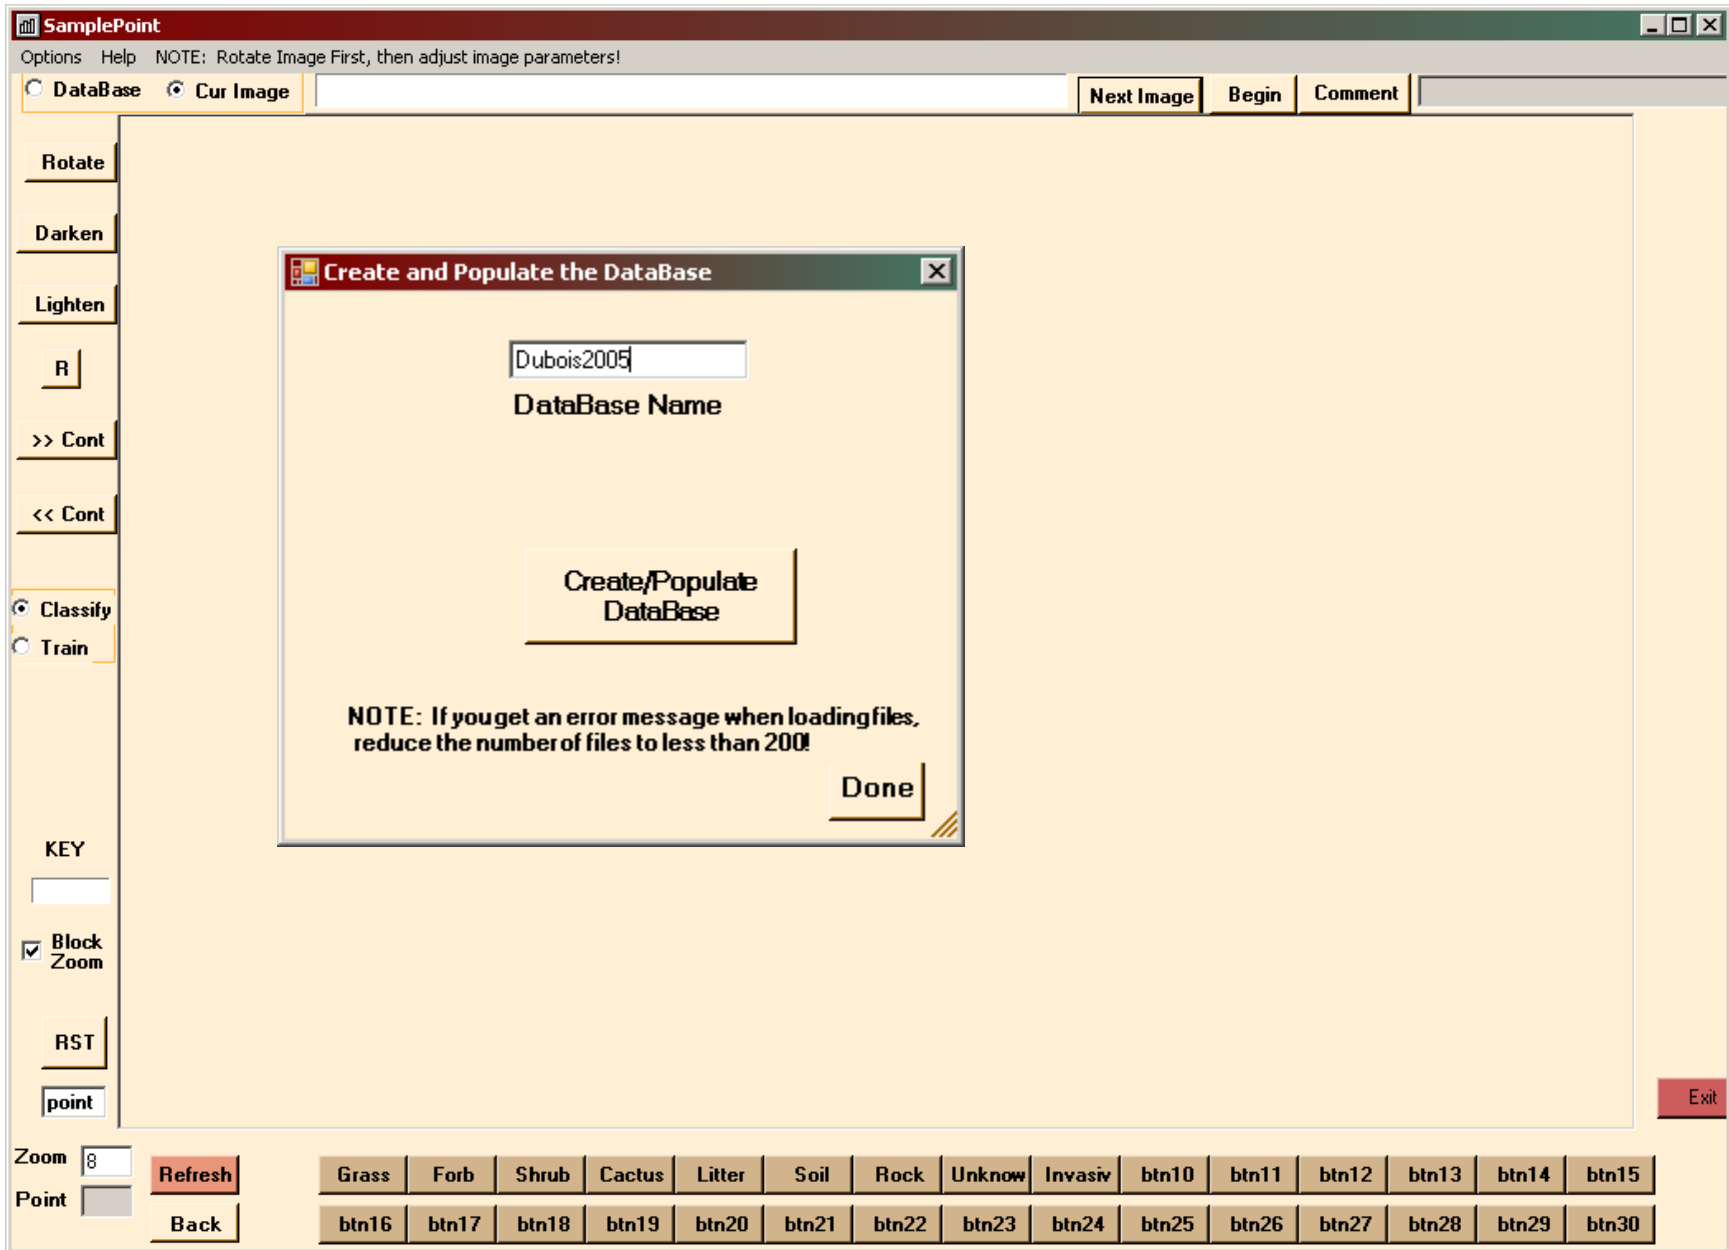 SamplePoint
Options Help NOTE: Rotate Image First, then adjust image parameters!
DataBase Cur Image Next Image Begin Comment
Rotate
Darken
Lighten
R
>> Cont
<< Cont
Classify
Train
KEY
Block
Zoom
RST
point
Create and Populate the DataBase
Dubois2005
DataBase Name
Create/Populate
DataBase
NOTE: If you get an error message when loading files,
reduce the number of files to less than 200!
Done
Exit
Zoom 8
Point
Refresh
Back
Grass Forb Shrub Cactus Litter Soil Rock Unknow Invasiv btn10 btn11 btn12 btn13 btn14 btn15
btn16 btn17 btn18 btn19 btn20 btn21 btn22 btn23 btn24 btn25 btn26 btn27 btn28 btn29 btn30